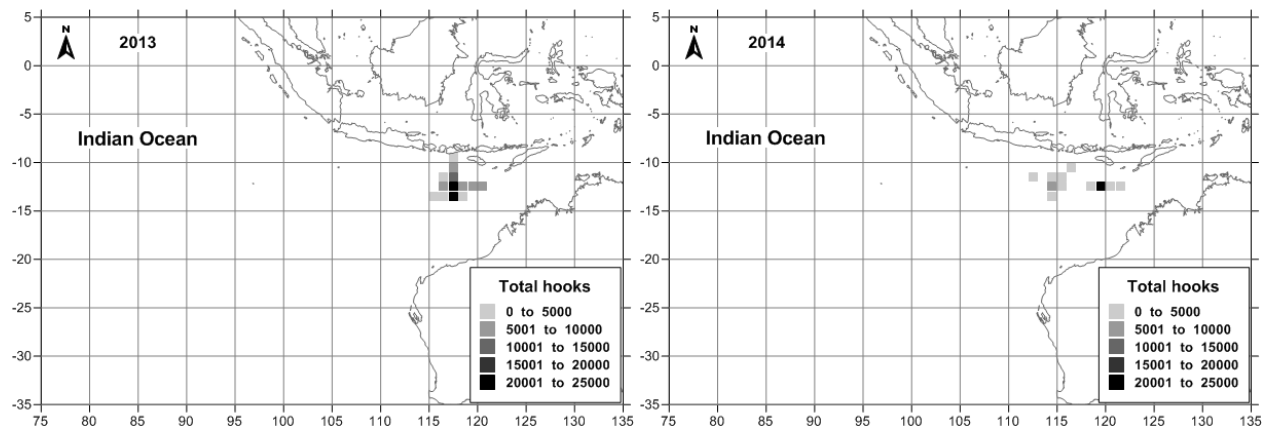 N
2013
Indian Ocean
5
0
-5
-10
-15
-20
-25
-30
-35
75 80 85 90 95 100 105 110 115 120 125 130 135
Total hooks
0 to 5000
5001 to 10000
10001 to 15000
15001 to 20000
20001 to 25000
N
2014
Indian Ocean
5
0
-5
-10
-15
-20
-25
-30
-35
75 80 85 90 95 100 105 110 115 120 125 130 135
Total hooks
0 to 5000
5001 to 10000
10001 to 15000
15001 to 20000
20001 to 25000